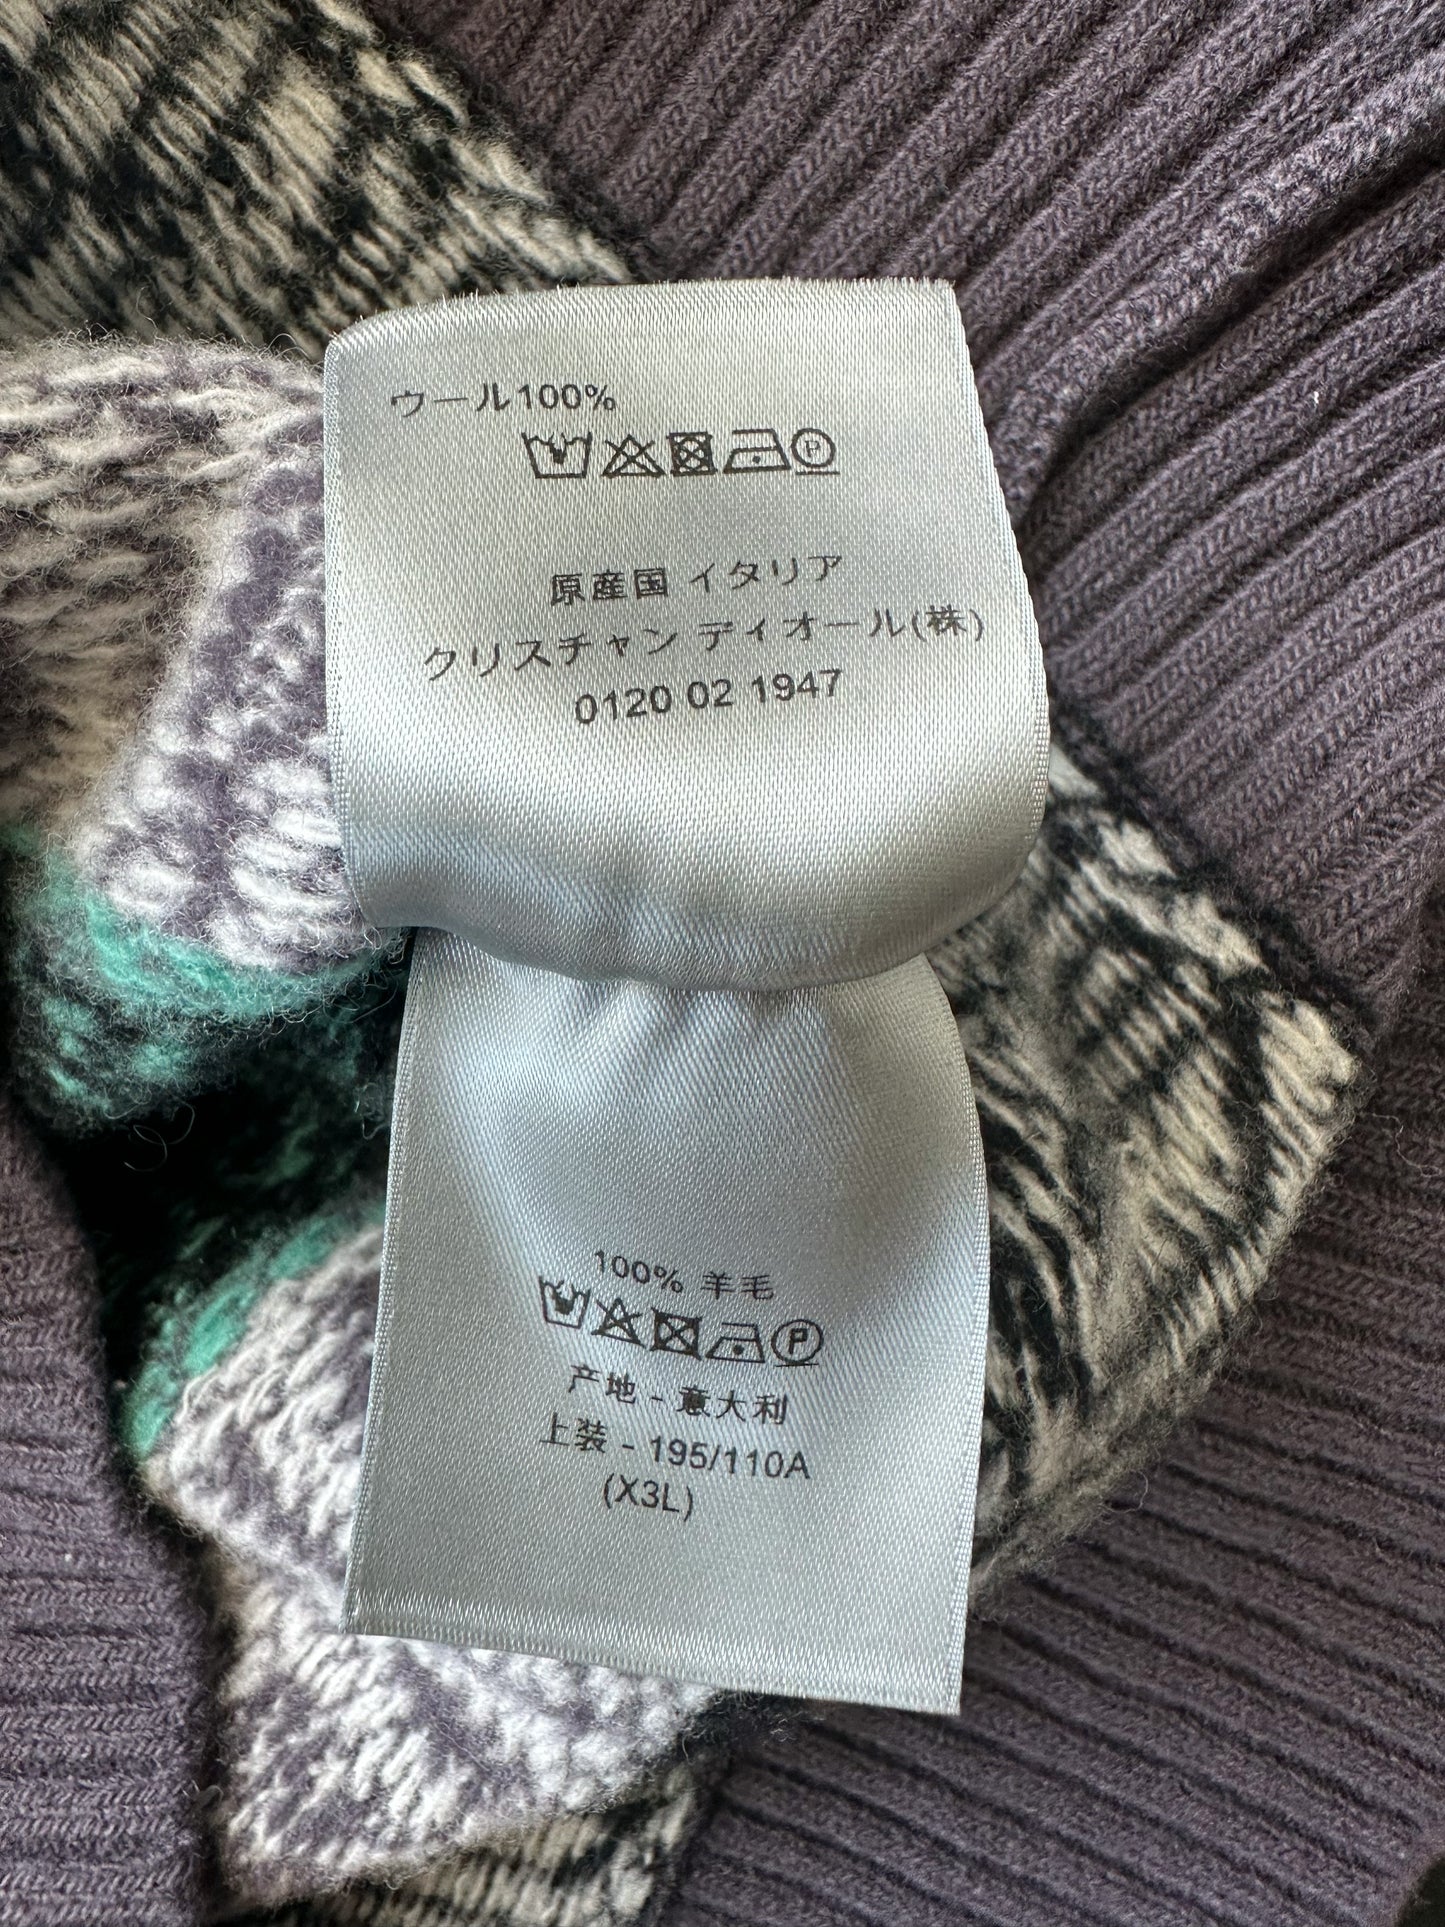 ウール100%
P
原産国 イタリア
クリスチャン ディオール(株)
0120 02 1947
100% 羊毛
P
产地 - 意大利
上装 - 195/110A
(X3L)